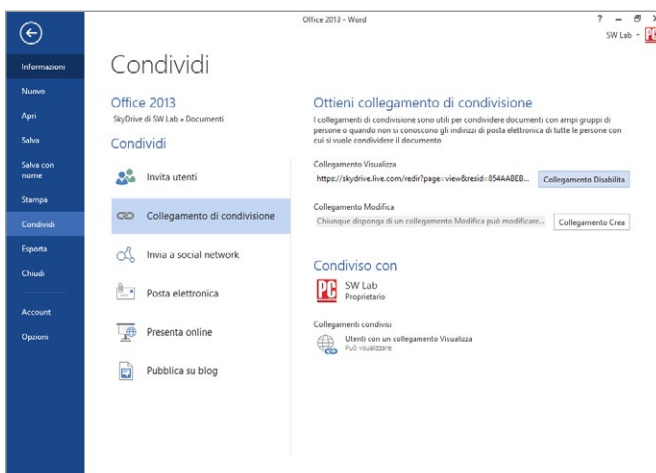 Office 2013 - Word
SW Lab
PC
Informazioni
Nuovo
Apri
Salva
Salva con
nome
Stampa
Condividi
Esporta
Chiudi
Account
Opzioni
Condividi
Office 2013
SkyDrive di SW Lab » Documenti
Condividi
Invita utenti
Collegamento di condivisione
Invia a social network
Posta elettronica
Presenta online
Pubblica su blog
Ottieni collegamento di condivisione
I collegamenti di condivisione sono utili per condividere documenti con ampi gruppi di
persone o quando non si conoscono gli indirizzi di posta elettronica di tutte le persone con
cui si vuole condividere il documento
Collegamento Visualizza
https://skydrive.live.com/redir?page=view&resid=854AABEB...
Collegamento Disabilita
Collegamento Modifica
Chiunque disponga di un collegamento Modifica può modificare...
Collegamento Crea
Condiviso con
PC
SW Lab
Proprietario
Collegamenti condivisi
Utenti con un collegamento Visualizza
Può visualizzare